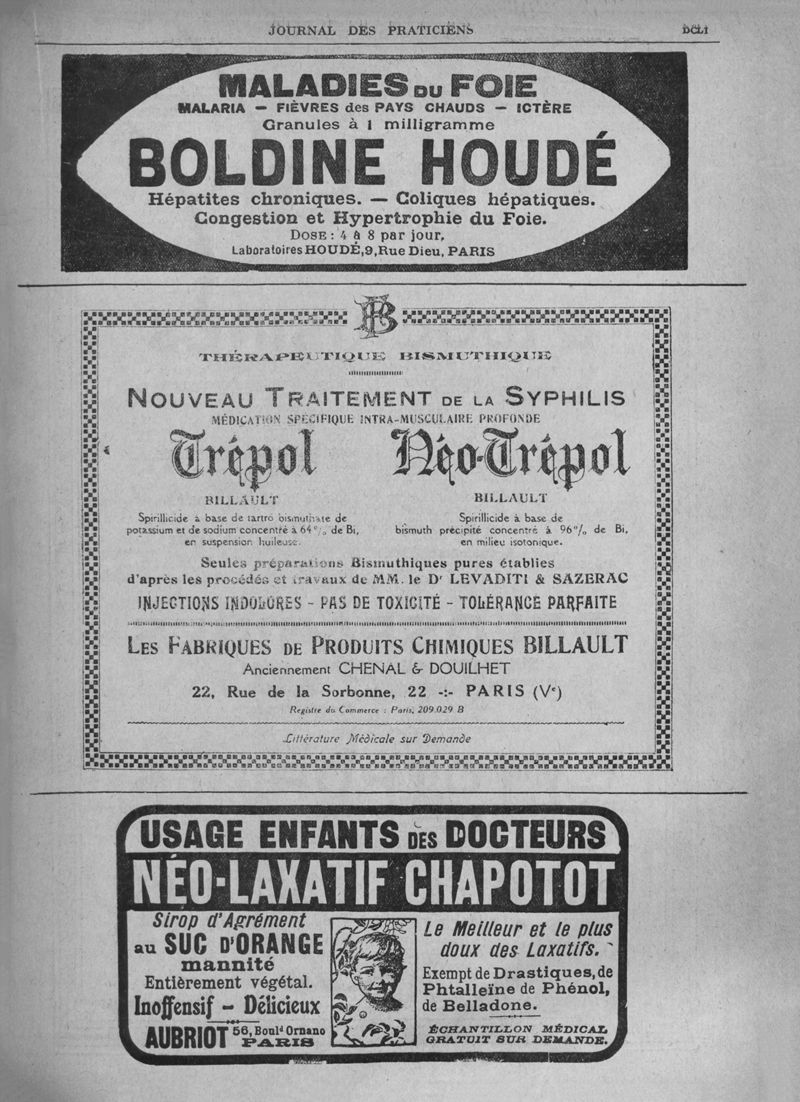 JOURNAL DES PRATICIENS
DCLI
MALADIES DU FOIE
MALARIA — FIÈVRES des PAYS CHAUDS — ICTÈRE
Granules à 1 milligramme
BOLDINE HOUDÉ
Hépatites chroniques. — Coliques hépatiques.
Congestion et Hypertrophie du Foie.
DOSE : 4 à 8 par jour,
Laboratoires HOUDÉ, 9, Rue Dieu, PARIS
THÉRAPEUTIQUE BISMUTHIQUE
NOUVEAU TRAITEMENT DE LA SYPHILIS
MÉDICATION SPÉCIFIQUE INTRA-MUSCULAIRE PROFONDE
Trépol
BILLAULT
Spirillicide à base de tartro bismuthate de
potassium et de sodium concentré à 64 % de Bi,
en suspension huileuse.
Néo-Trépol
BILLAULT
Spirillicide à base de
bismuth précipité concentré à 96 % de Bi,
en milieu isotonique.
Seules préparations Bismuthiques pures établies
d'après les procédés et travaux de MM. le Dr LEVADITI & SAZERAC
INJECTIONS INDOLORES - PAS DE TOXICITÉ - TOLÉRANCE PARFAITE
LES FABRIQUES DE PRODUITS CHIMIQUES BILLAULT
Anciennement CHENAL & DOUILHET
22, Rue de la Sorbonne, 22 -:- PARIS (Ve)
Registre du Commerce : Paris, 209.029 B
Littérature Médicale sur Demande
USAGE ENFANTS DES DOCTEURS
NÉO-LAXATIF CHAPOTOT
Sirop d'Agrément
au SUC D'ORANGE
mannité
Entièrement végétal.
Inoffensif - Délicieux
AUBRIOT 56, Bould Ornano
PARIS
Le Meilleur et le plus
doux des Laxatifs.
Exempt de Drastiques, de
Phtalleïne de Phénol,
de Belladone.
ÉCHANTILLON MÉDICAL
GRATUIT SUR DEMANDE.